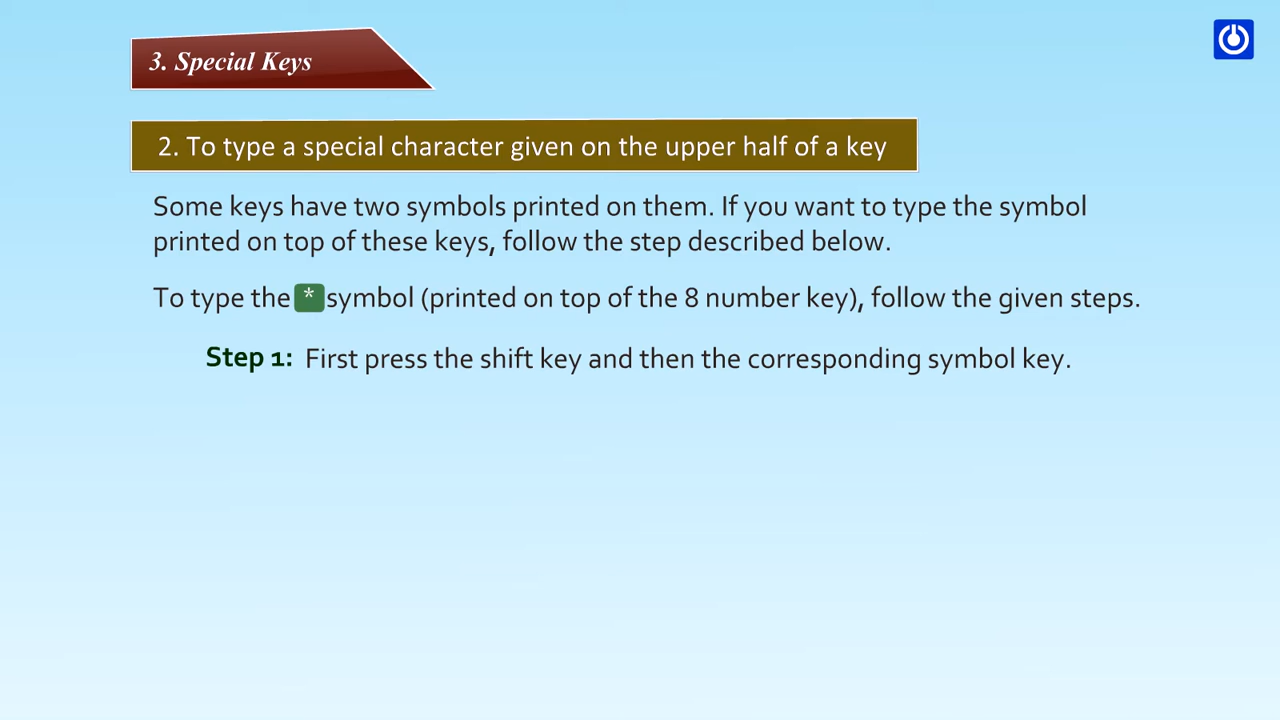 3. Special Keys
2. To type a special character given on the upper half of a key
Some keys have two symbols printed on them. If you want to type the symbol
printed on top of these keys, follow the step described below.
To type the * symbol (printed on top of the 8 number key), follow the given steps.
Step 1: First press the shift key and then the corresponding symbol key.